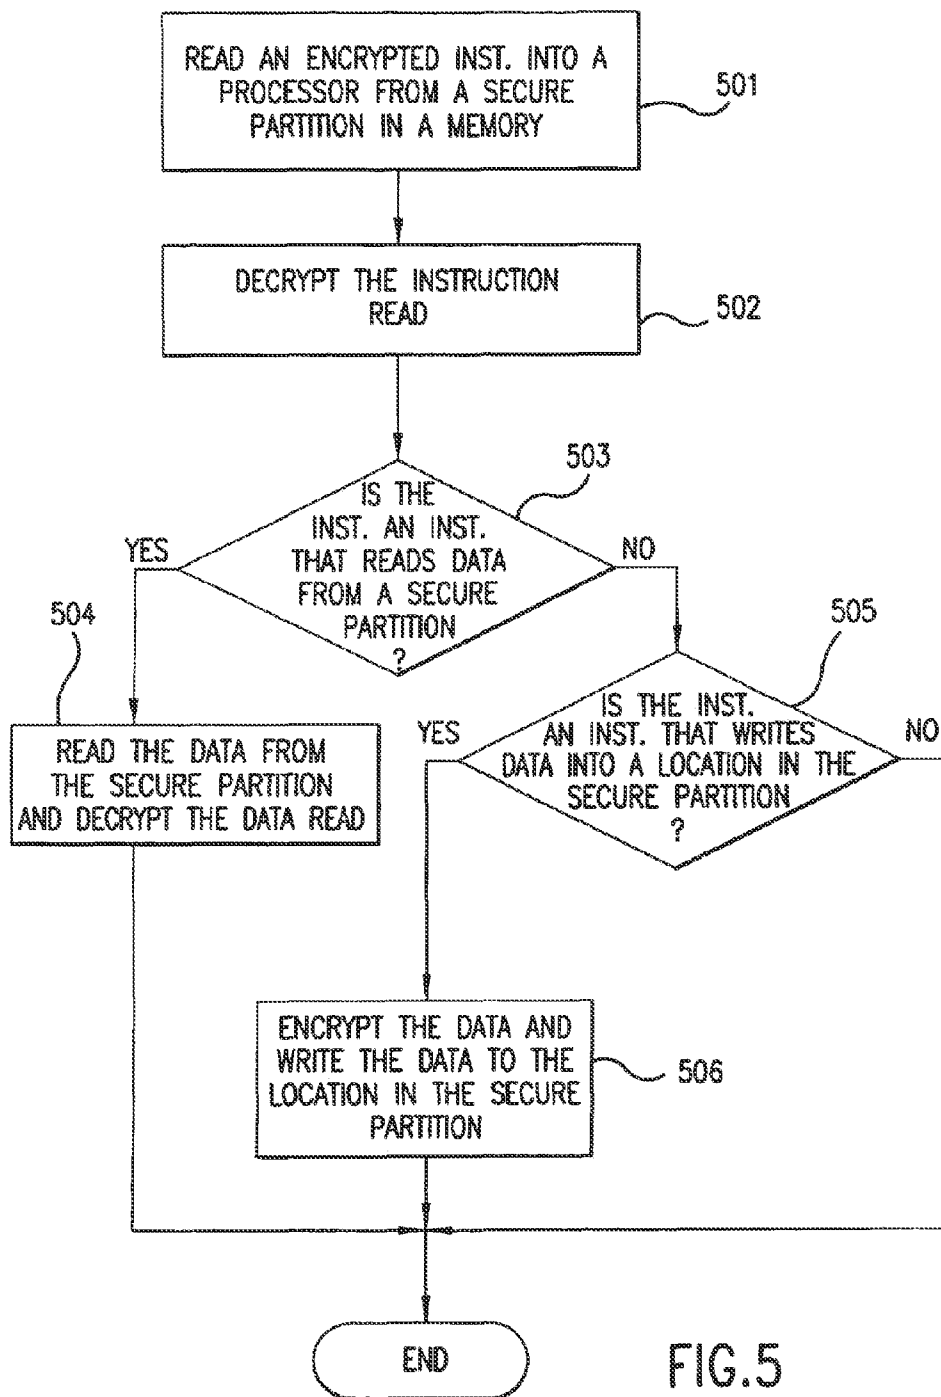 READ AN ENCRYPTED INST. INTO A
PROCESSOR FROM A SECURE
PARTITION IN A MEMORY
501
DECRYPT THE INSTRUCTION
READ
502
503
IS THE
INST. AN INST.
THAT READS DATA
FROM A SECURE
PARTITION
?
YES
NO
504
READ THE DATA FROM
THE SECURE PARTITION
AND DECRYPT THE DATA READ
505
IS THE INST.
AN INST. THAT WRITES
DATA INTO A LOCATION IN THE
SECURE PARTITION
?
YES
NO
ENCRYPT THE DATA AND
WRITE THE DATA TO THE
LOCATION IN THE SECURE
PARTITION
506
END
FIG.5